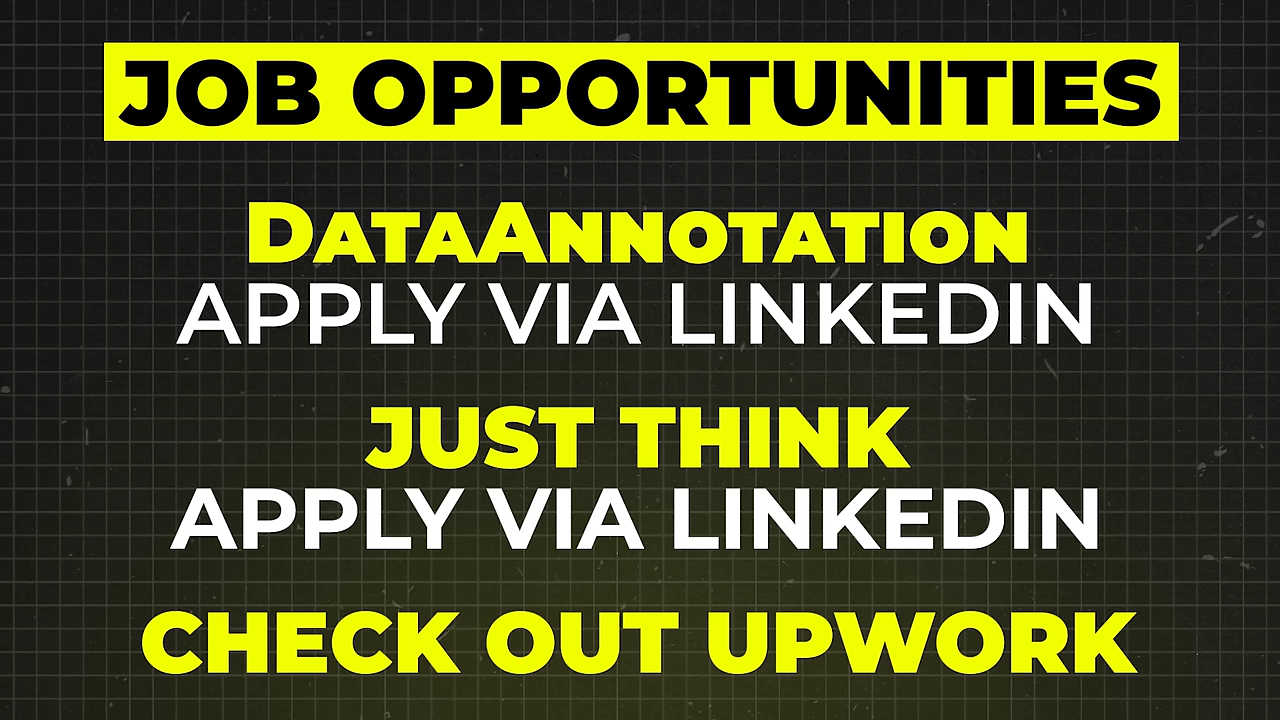 JOB OPPORTUNITIES
DATAANNOTATION
APPLY VIA LINKEDIN
JUST THINK
APPLY VIA LINKEDIN
CHECK OUT UPWORK